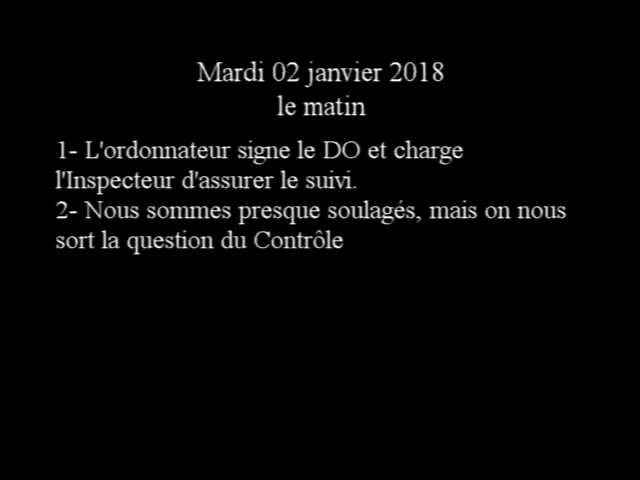 Mardi 02 janvier 2018
le matin
1- L'ordonnateur signe le DO et charge
l'Inspecteur d'assurer le suivi.
2- Nous sommes presque soulagés, mais on nous
sort la question du Contrôle